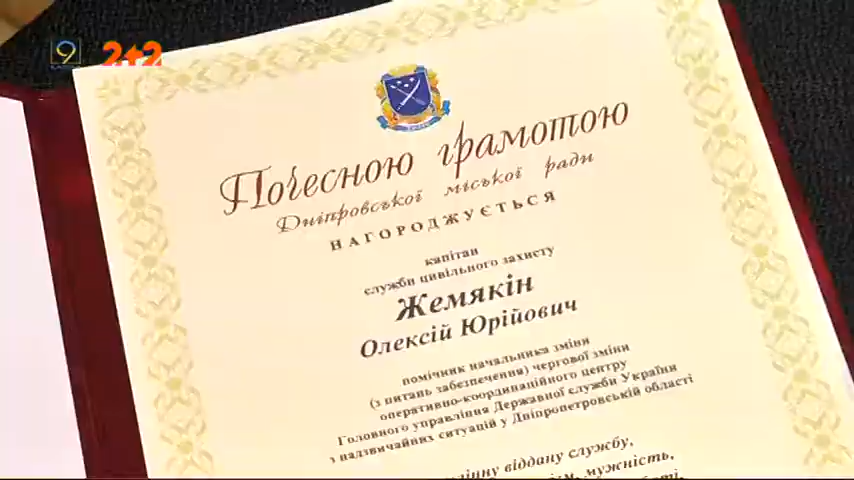 9 2+2
Почесною грамотою
Дніпровської міської ради
НАГОРОДЖУЄТЬСЯ
капітан
служби цивільного захисту
Жемякін
Олексій Юрійович
помічник начальника зміни
(з питань забезпечення) чергової зміни
оперативно-координаційного центру
Головного управління Державної служби України
з надзвичайних ситуацій у Дніпропетровській області
віддану службу,
мужність,